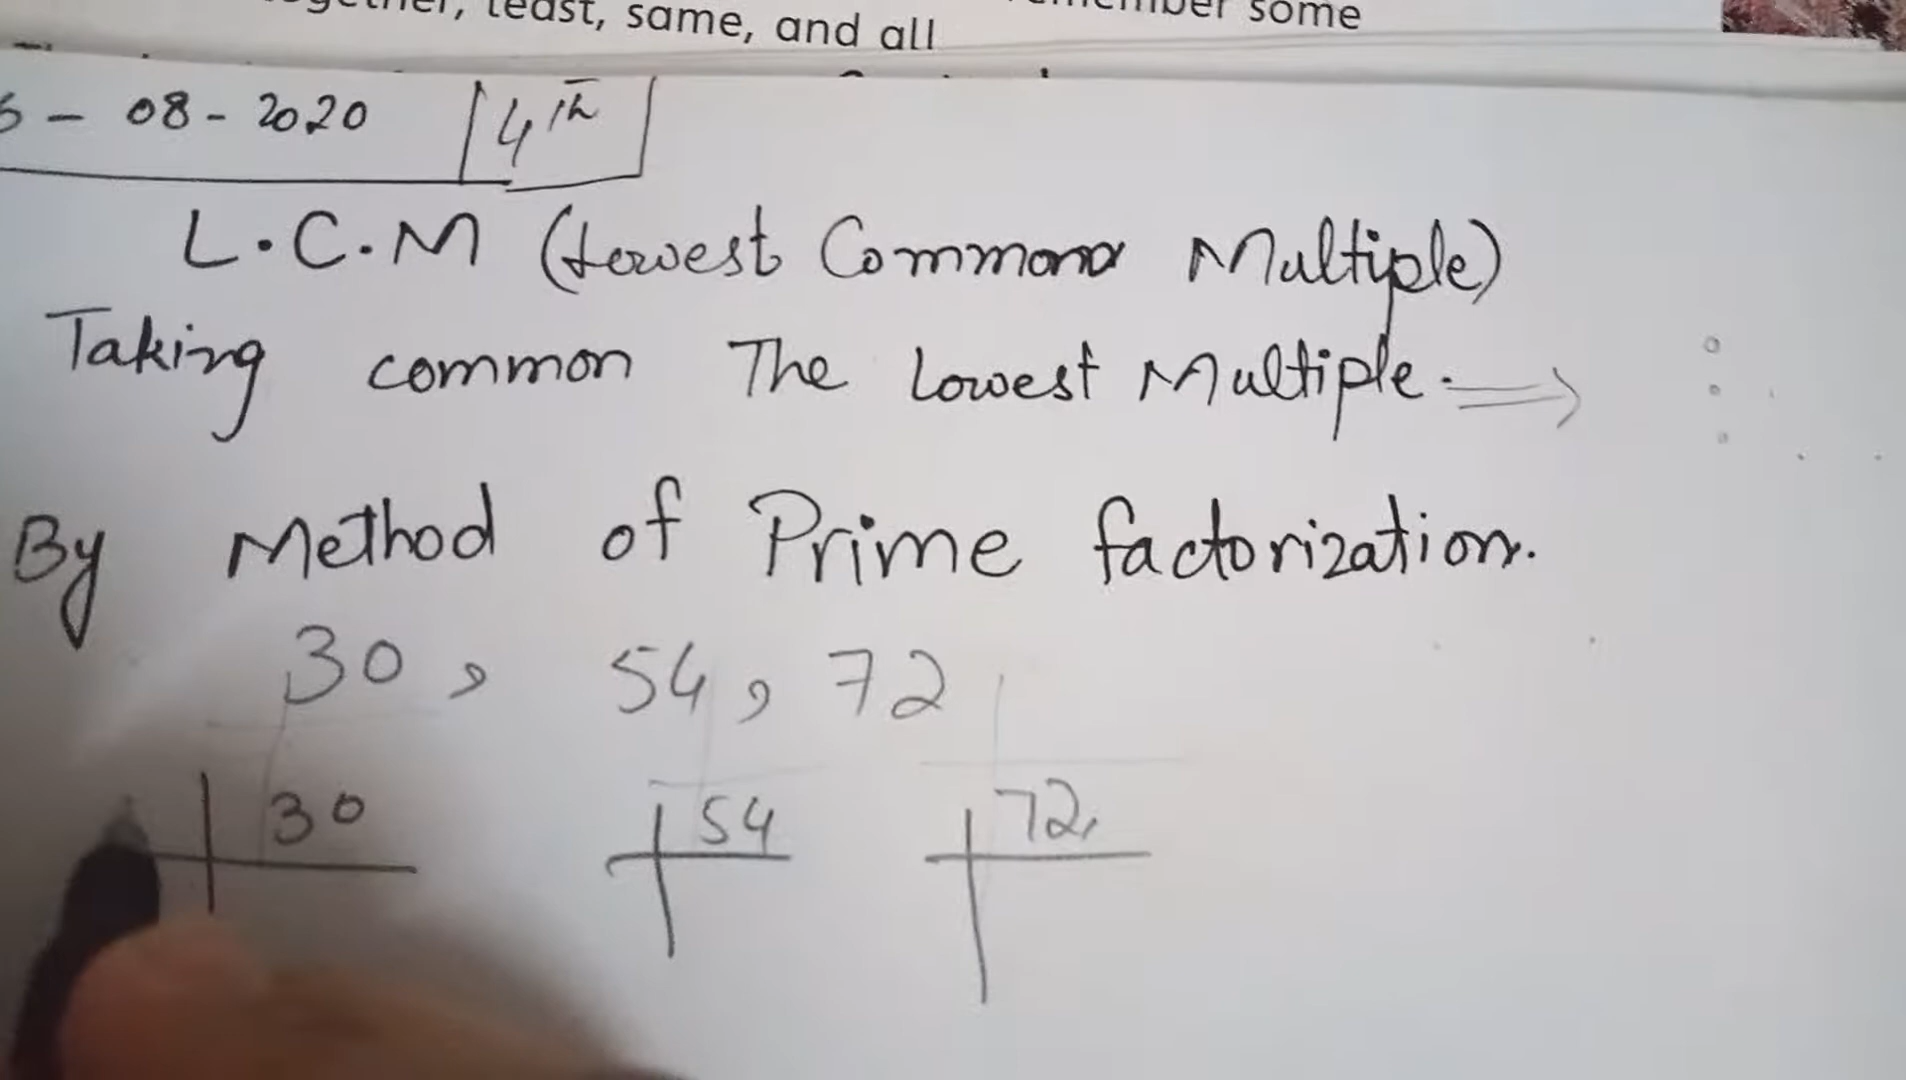 least, same, and all
some
- 08 - 2020 4th
L.C.M (Lowest Common Multiple)
Taking common The Lowest Multiple. ⇒
By Method of Prime factorization.
30, 54, 72
30 54 72